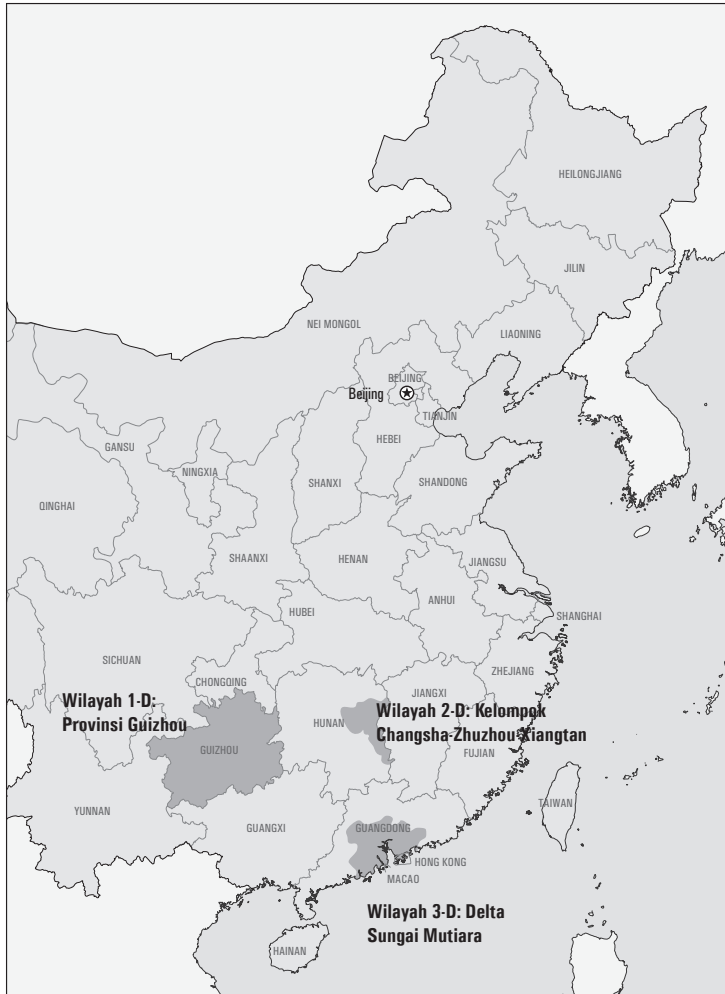 HEILONGJIANG
JILIN
NEI MONGOL
LIAONING
BEIJING
Beijing
TIANJIN
HEBEI
GANSU
NINGXIA
SHANXI
SHANDONG
QINGHAI
SHAANXI
HENAN
JIANGSU
ANHUI
HUBEI
SHANGHAI
SICHUAN
ZHEJIANG
CHONGQING
JIANGXI
Wilayah 1-D:
Provinsi Guizhou
HUNAN
Wilayah 2-D: Kelompok
Changsha-Zhuzhou Xiangtan
GUIZHOU
FUJIAN
YUNNAN
GUANGXI
GUANGDONG
TAIWAN
HONG KONG
MACAO
Wilayah 3-D: Delta
Sungai Mutiara
HAINAN